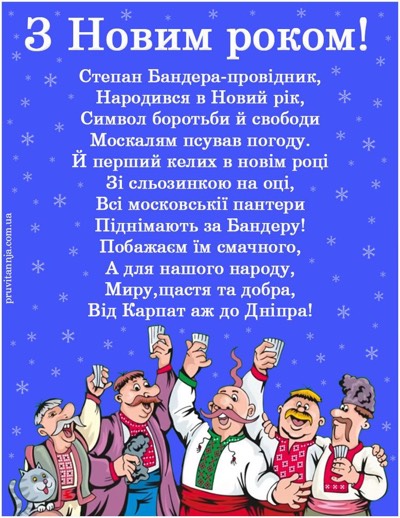 З Новим роком!
Степан Бандера-провідник,
Народився в Новий рік,
Символ боротьби й свободи
Москалям псував погоду.
Й перший келих в новім році
Зі сльозинкою на оці,
Всі московськії пантери
Піднімають за Бандеру!
Побажаєм їм смачного,
А для нашого народу,
Миру,щастя та добра,
Від Карпат аж до Дніпра!
pruvitannja.com.ua